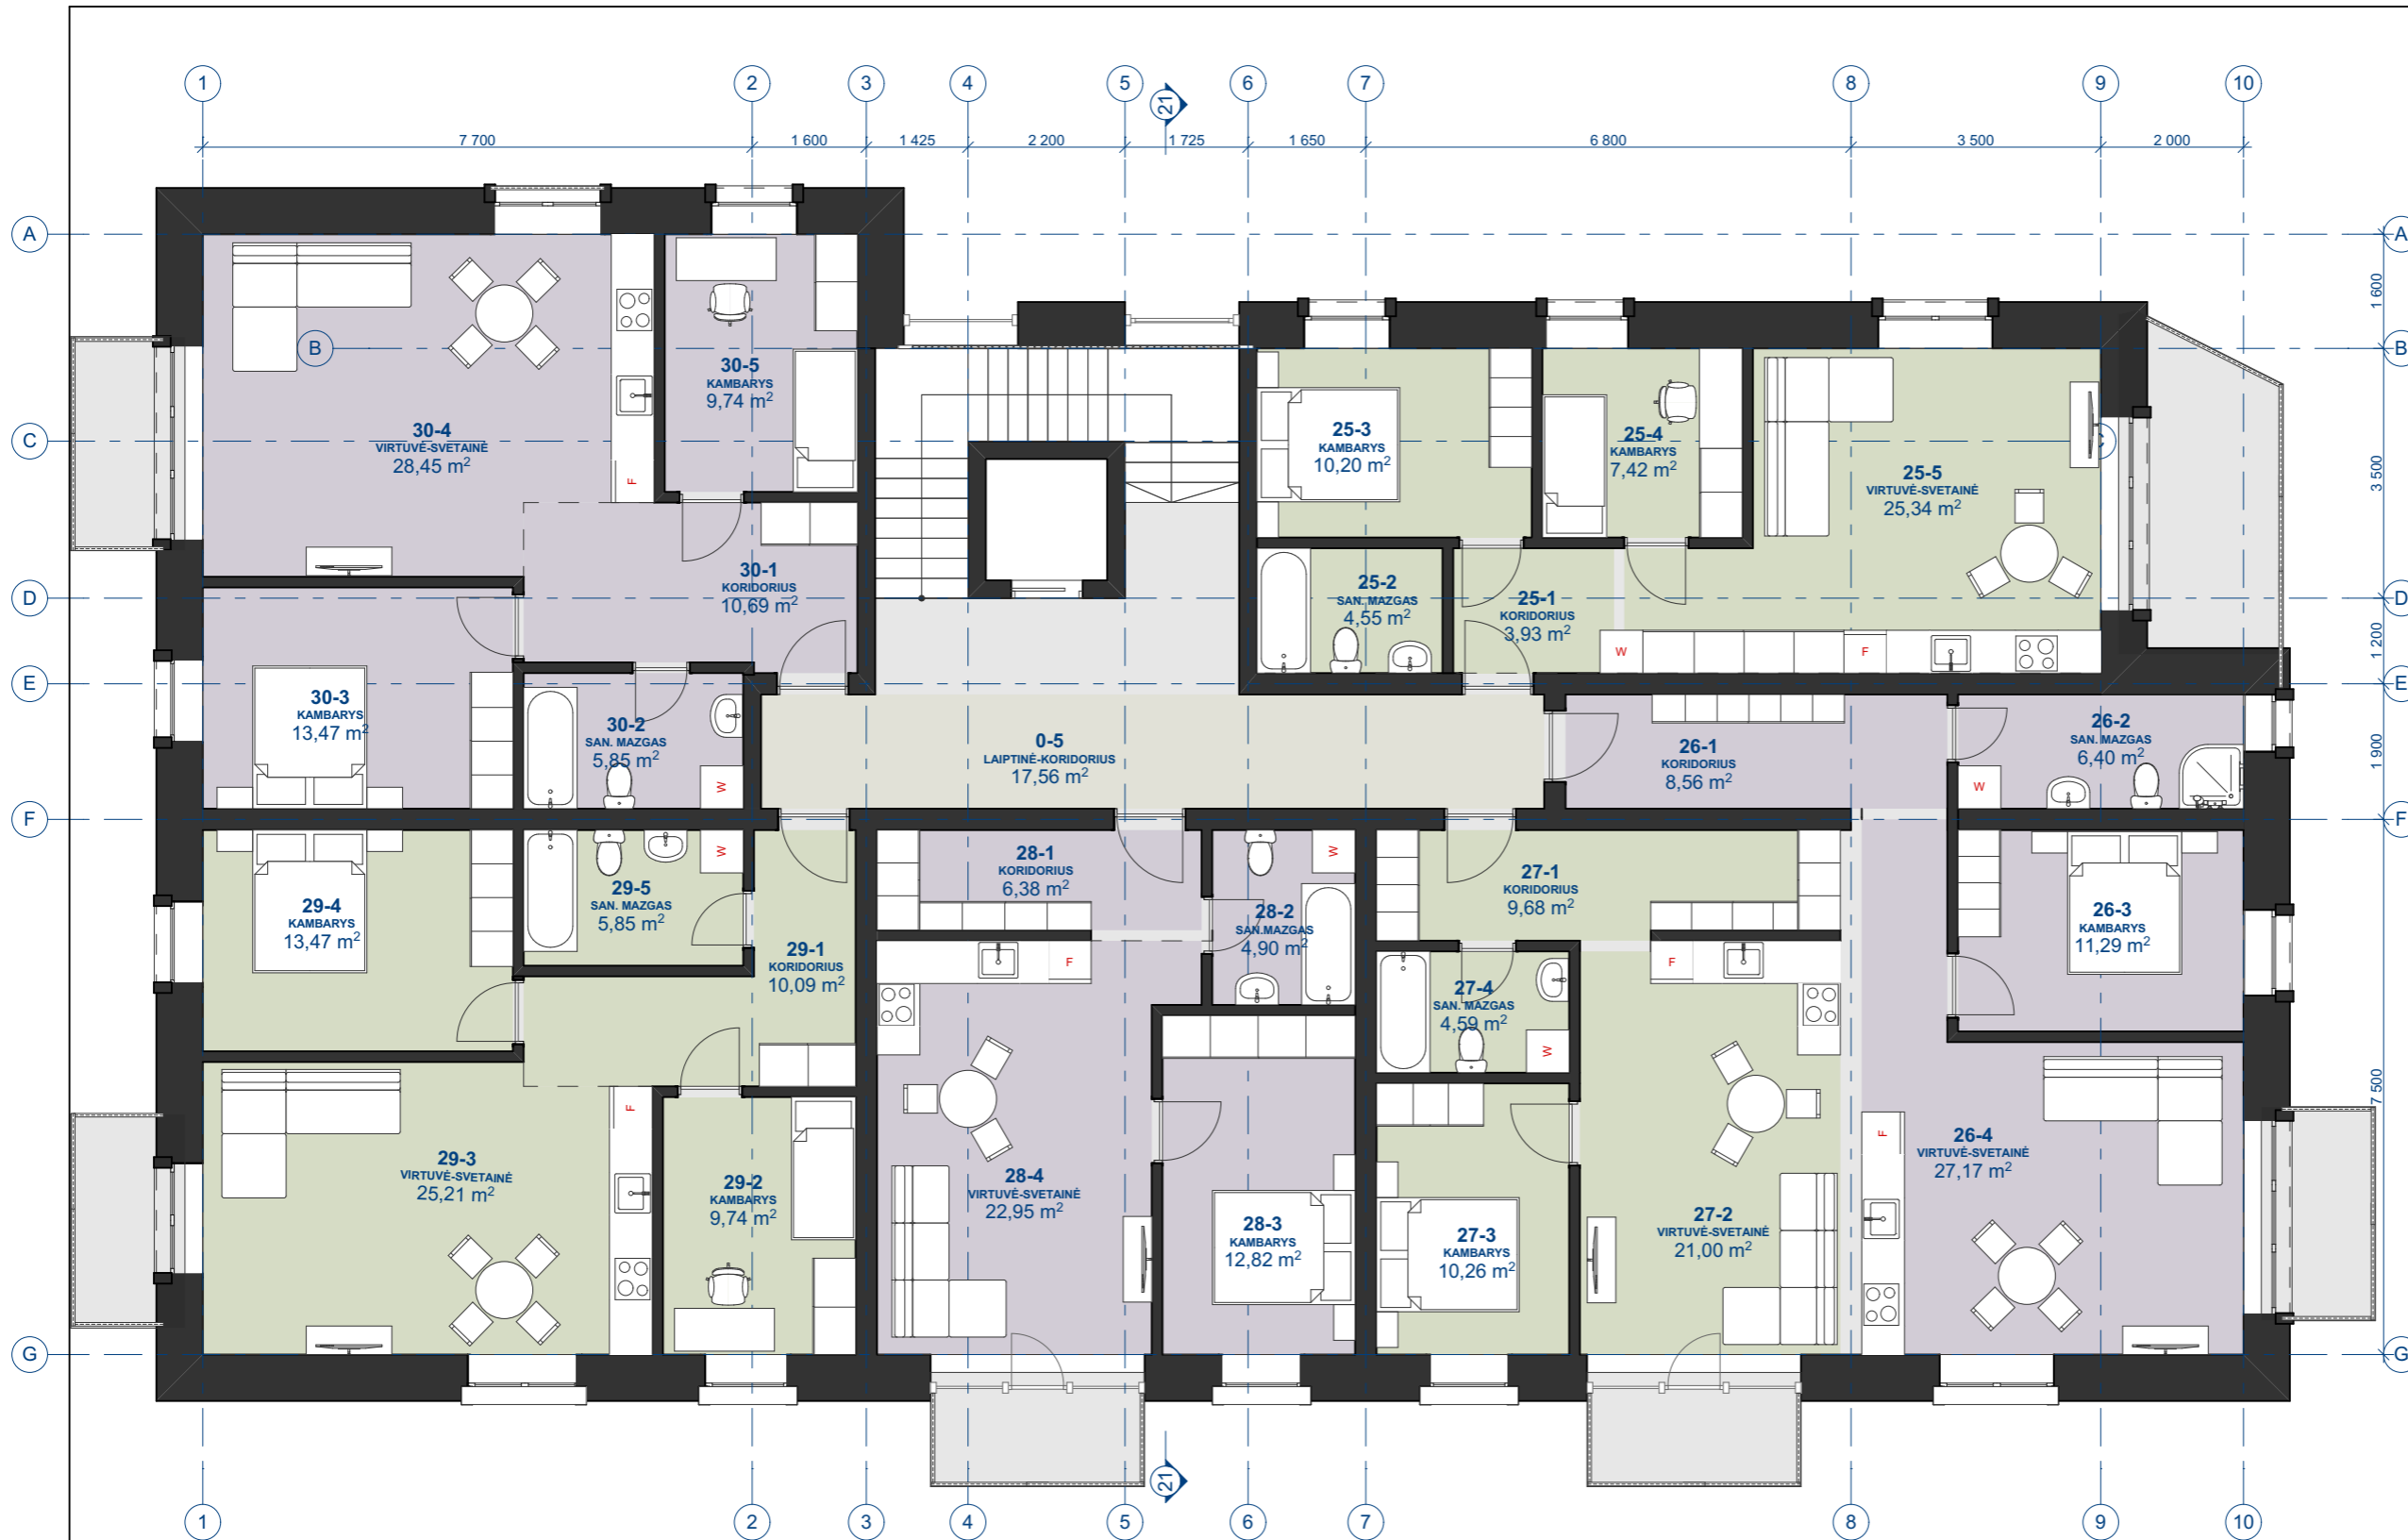 1 2 3 4 5 6 7 8 9 10
21
7 700 1 600 1 425 2 200 1 725 1 650 6 800 3 500 2 000
A A
1 600
B B
30-5
KAMBARYS
9,74 m²
30-4
VIRTUVĖ-SVETAINĖ
28,45 m²
F
C C
25-3
KAMBARYS
10,20 m²
25-4
KAMBARYS
7,42 m²
25-5
VIRTUVĖ-SVETAINĖ
25,34 m²
C
3 500
30-1
KORIDORIUS
10,69 m²
25-2
SAN. MAZGAS
4,55 m²
25-1
KORIDORIUS
3,93 m²
W F
D D
1 200
E E
30-3
KAMBARYS
13,47 m²
30-2
SAN. MAZGAS
5,85 m²
W
0-5
LAIPTINĖ-KORIDORIUS
17,56 m²
26-1
KORIDORIUS
8,56 m²
26-2
SAN. MAZGAS
6,40 m²
W
1 900
F F
29-4
KAMBARYS
13,47 m²
29-5
SAN. MAZGAS
5,85 m²
W
29-1
KORIDORIUS
10,09 m²
28-1
KORIDORIUS
6,38 m²
28-2
SAN.MAZGAS
4,90 m²
W
F
27-1
KORIDORIUS
9,68 m²
F
27-4
SAN. MAZGAS
4,59 m²
W
26-3
KAMBARYS
11,29 m²
7 500
29-3
VIRTUVĖ-SVETAINĖ
25,21 m²
F
29-2
KAMBARYS
9,74 m²
28-4
VIRTUVĖ-SVETAINĖ
22,95 m²
28-3
KAMBARYS
12,82 m²
27-3
KAMBARYS
10,26 m²
27-2
VIRTUVĖ-SVETAINĖ
21,00 m²
F
26-4
VIRTUVĖ-SVETAINĖ
27,17 m²
G G
21
1 2 3 4 5 6 7 8 9 10